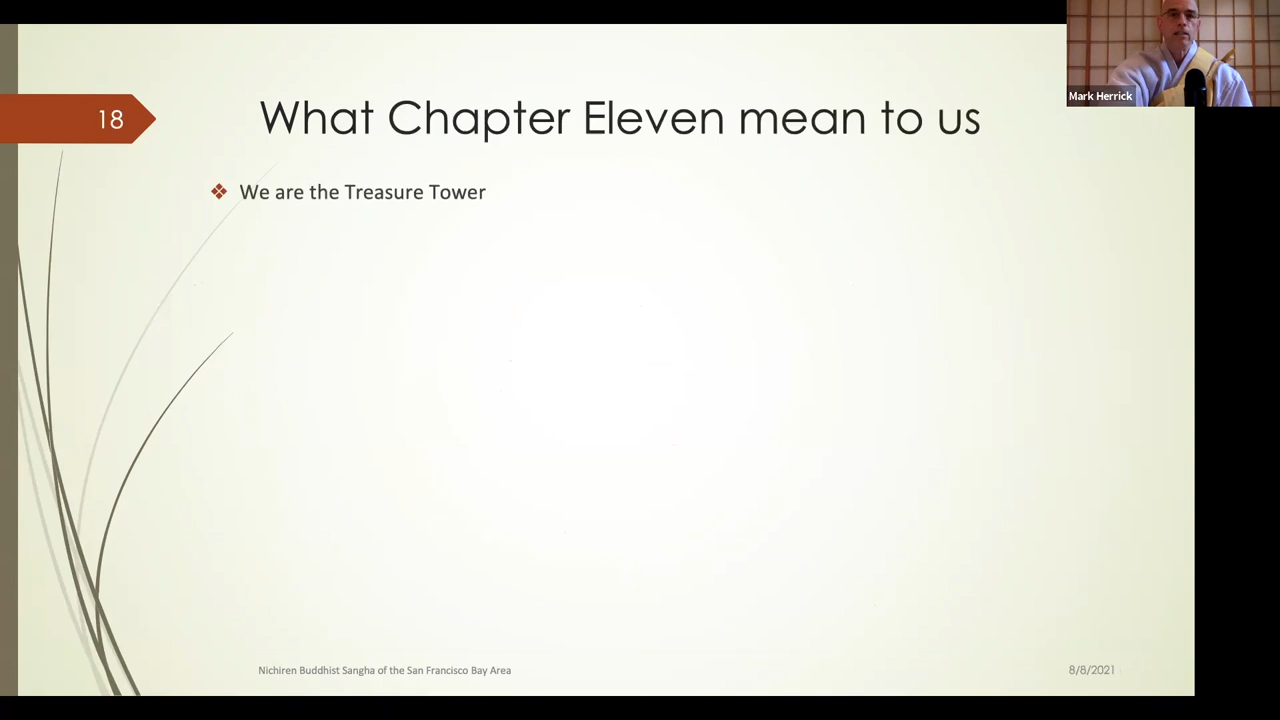 Mark Herrick
18
What Chapter Eleven mean to us
We are the Treasure Tower
Nichiren Buddhist Sangha of the San Francisco Bay Area
8/8/2021